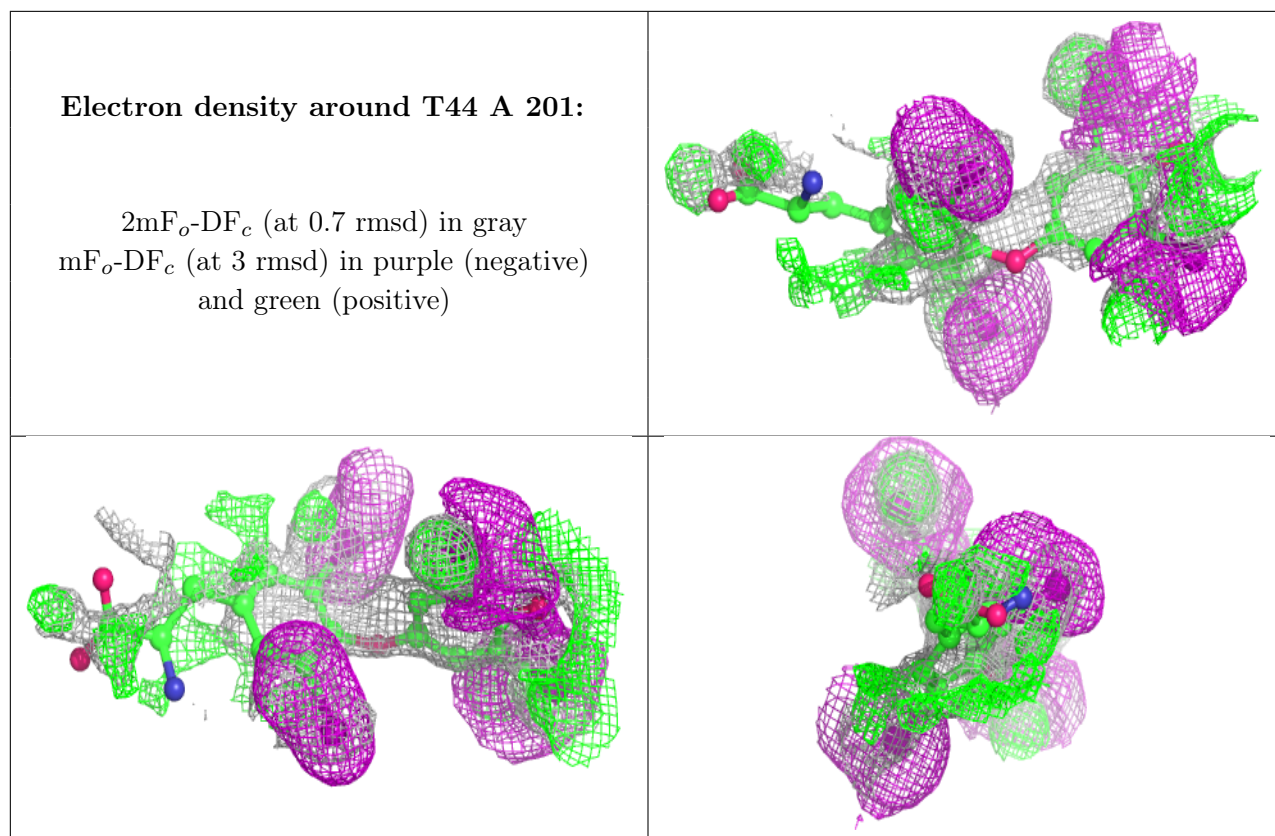 Electron density around T44 A 201:
2mFo-DFc (at 0.7 rmsd) in gray
mFo-DFc (at 3 rmsd) in purple (negative)
and green (positive)